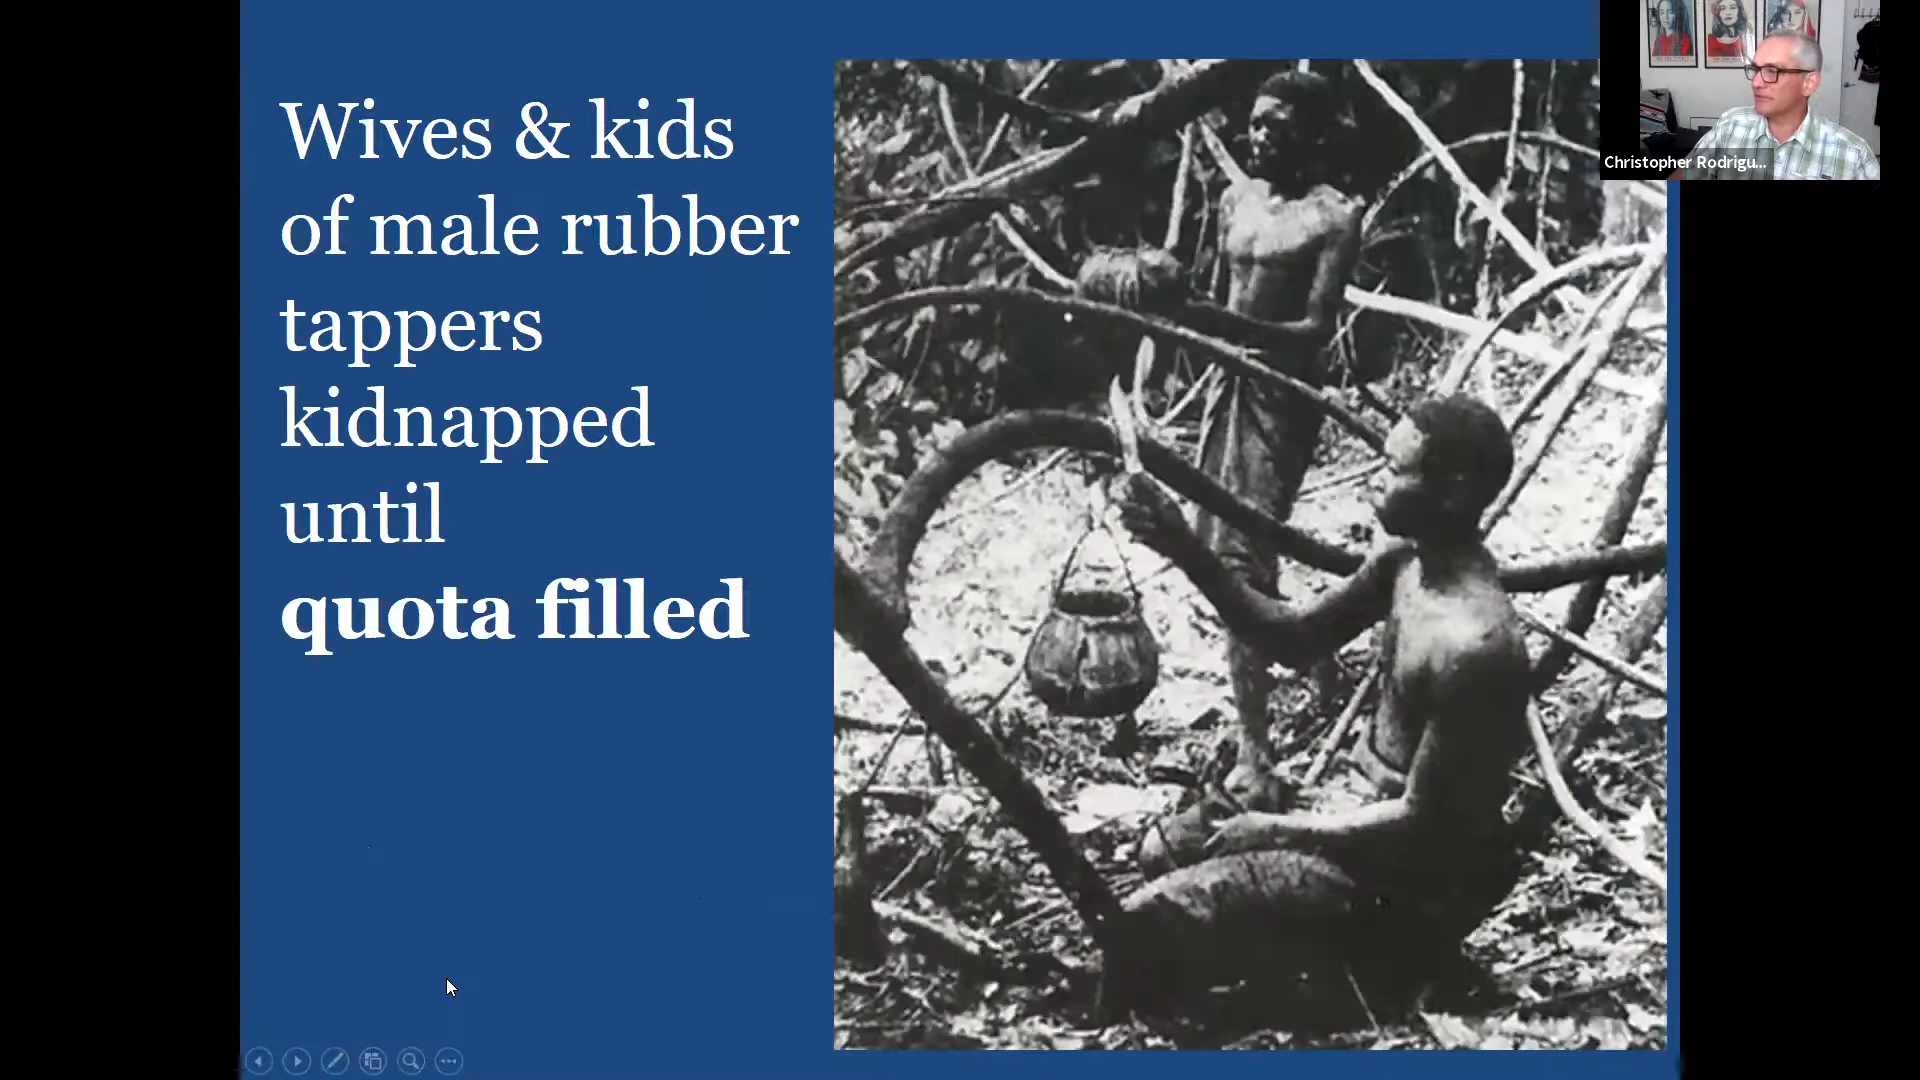 Wives & kids
of male rubber
tappers
kidnapped
until
quota filled
Christopher Rodrigu...